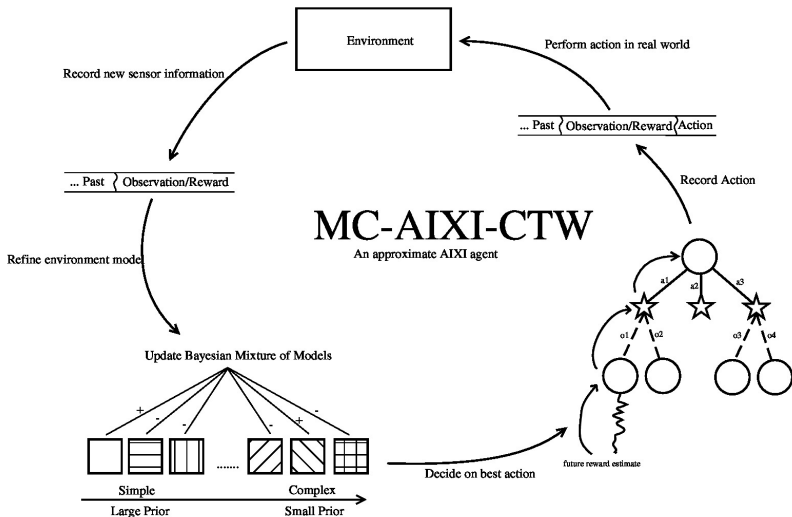 Environment
Perform action in real world
Record new sensor information
... Past Observation/Reward Action
... Past Observation/Reward
Record Action
MC-AIXI-CTW
An approximate AIXI agent
Refine environment model
a1 a2 a3
o1 o2 o3 o4
Update Bayesian Mixture of Models
+ - - - + -
.......
future reward estimate
Decide on best action
Simple Complex
Large Prior Small Prior